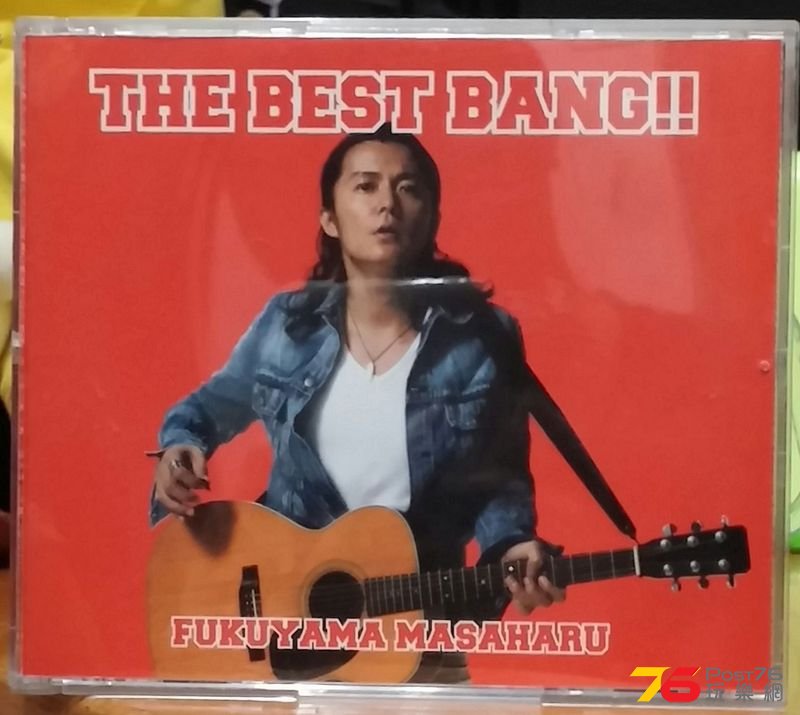 THE BEST BANG!!
FUKUYAMA MASAHARU
76 POST76
玩樂網